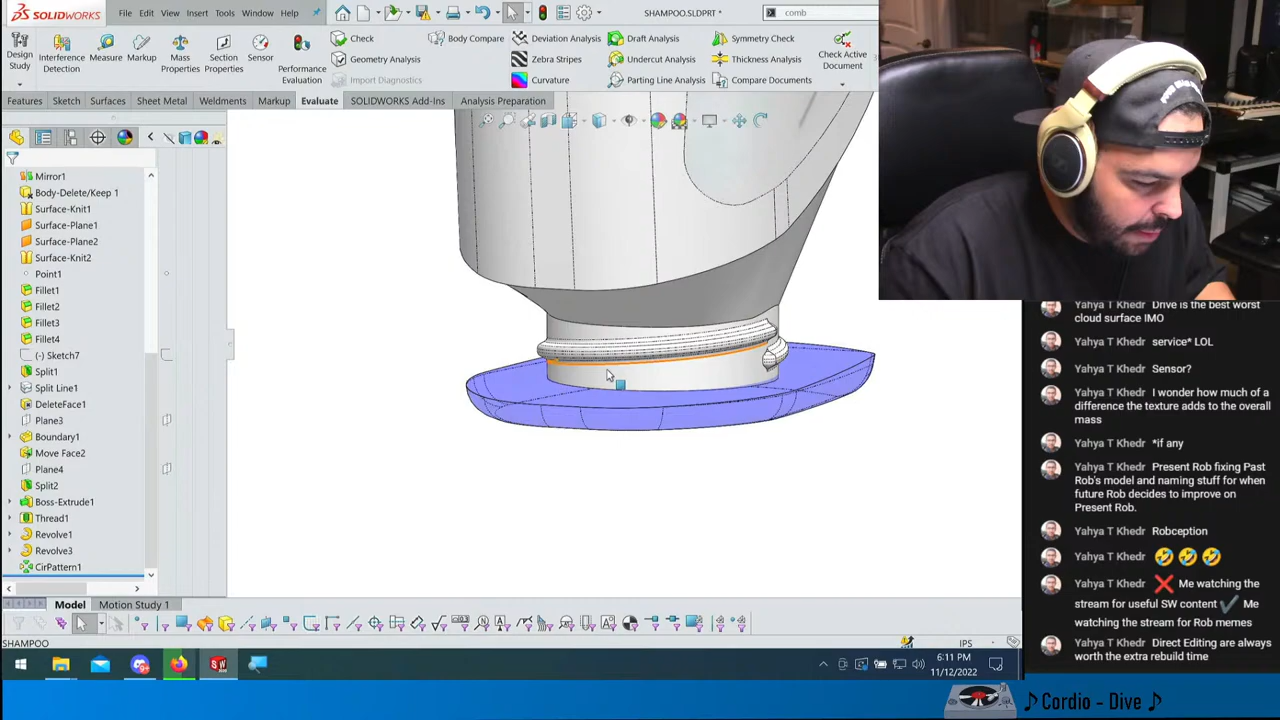 SOLIDWORKS
File Edit View Insert Tools Window Help
SHAMPOO.SLDPRT *
comb
Design Study
Interference Detection
Measure
Markup
Mass Properties
Section Properties
Sensor
Performance Evaluation
Check
Geometry Analysis
Import Diagnostics
Body Compare
Deviation Analysis
Zebra Stripes
Curvature
Draft Analysis
Undercut Analysis
Parting Line Analysis
Symmetry Check
Thickness Analysis
Compare Documents
Check Active Document
Features Sketch Surfaces Sheet Metal Weldments Markup Evaluate SOLIDWORKS Add-Ins Analysis Preparation
Mirror1
Body-Delete/Keep 1
Surface-Knit1
Surface-Plane1
Surface-Plane2
Surface-Knit2
Point1
Fillet1
Fillet2
Fillet3
Fillet4
(-) Sketch7
Split1
Split Line1
DeleteFace1
Plane3
Boundary1
Move Face2
Plane4
Split2
Boss-Extrude1
Thread1
Revolve1
Revolve3
CirPattern1
Model Motion Study 1
SHAMPOO
IPS
6:11 PM
11/12/2022
Yahya T Khedr Drive is the best worst
cloud surface IMO
Yahya T Khedr service* LOL
Yahya T Khedr Sensor?
Yahya T Khedr I wonder how much of a
difference the texture adds to the overall
mass
Yahya T Khedr *if any
Yahya T Khedr Present Rob fixing Past
Rob's model and naming stuff for when
future Rob decides to improve on
Present Rob.
Yahya T Khedr Robception
Yahya T Khedr 🤣🤣🤣
Yahya T Khedr ❌ Me watching the
stream for useful SW content ✔️ Me
watching the stream for Rob memes
Yahya T Khedr Direct Editing are always
worth the extra rebuild time
♪ Cordio - Dive ♪